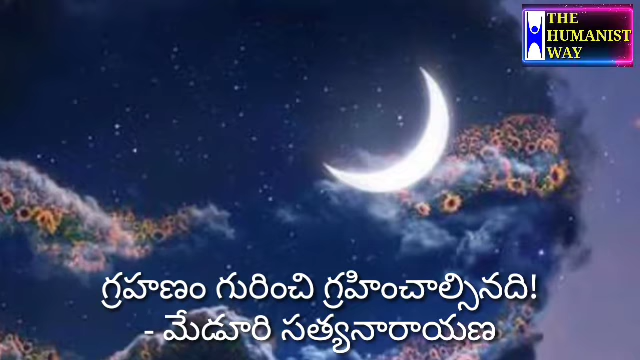 THE
HUMANIST
WAY
గ్రహణం గురించి గ్రహించాల్సినది!
- మేడూరి సత్యనారాయణ